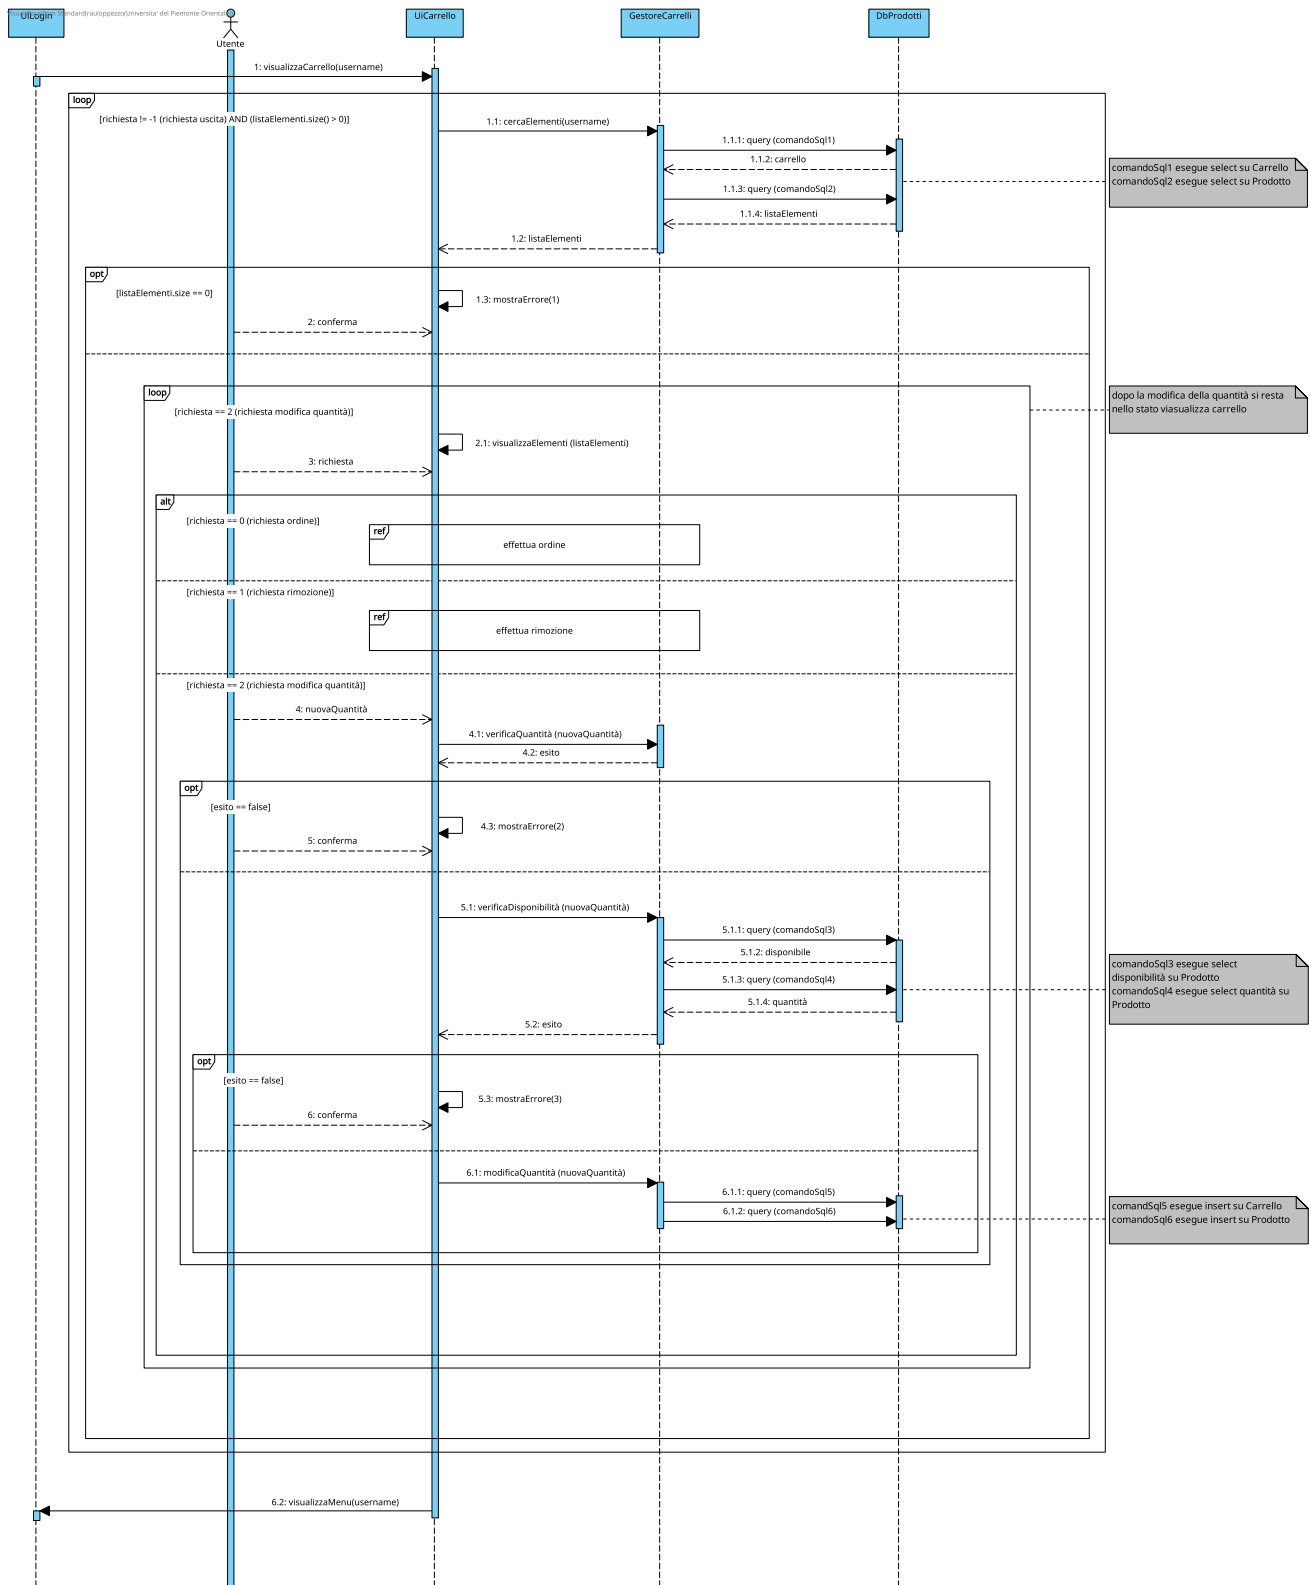 UiLogin
Standard(rauloppezzo(Universita' del Piemonte Orientale))
Utente
UiCarrello
GestoreCarrelli
DbProdotti
1: visualizzaCarrello(username)
loop
[richiesta != -1 (richiesta uscita) AND (listaElementi.size() > 0)]
1.1: cercaElementi(username)
1.1.1: query (comandoSql1)
1.1.2: carrello
comandoSql1 esegue select su Carrello
comandoSql2 esegue select su Prodotto
1.1.3: query (comandoSql2)
1.1.4: listaElementi
1.2: listaElementi
opt
[listaElementi.size == 0]
1.3: mostraErrore(1)
2: conferma
loop
[richiesta == 2 (richiesta modifica quantità)]
dopo la modifica della quantità si resta
nello stato viasualizza carrello
2.1: visualizzaElementi (listaElementi)
3: richiesta
alt
[richiesta == 0 (richiesta ordine)]
ref
effettua ordine
[richiesta == 1 (richiesta rimozione)]
ref
effettua rimozione
[richiesta == 2 (richiesta modifica quantità)]
4: nuovaQuantità
4.1: verificaQuantità (nuovaQuantità)
4.2: esito
opt
[esito == false]
4.3: mostraErrore(2)
5: conferma
5.1: verificaDisponibilità (nuovaQuantità)
5.1.1: query (comandoSql3)
5.1.2: disponibile
comandoSql3 esegue select
disponibilità su Prodotto
comandoSql4 esegue select quantità su
Prodotto
5.1.3: query (comandoSql4)
5.1.4: quantità
5.2: esito
opt
[esito == false]
5.3: mostraErrore(3)
6: conferma
6.1: modificaQuantità (nuovaQuantità)
6.1.1: query (comandoSql5)
6.1.2: query (comandoSql6)
comandSql5 esegue insert su Carrello
comandoSql6 esegue insert su Prodotto
6.2: visualizzaMenu(username)